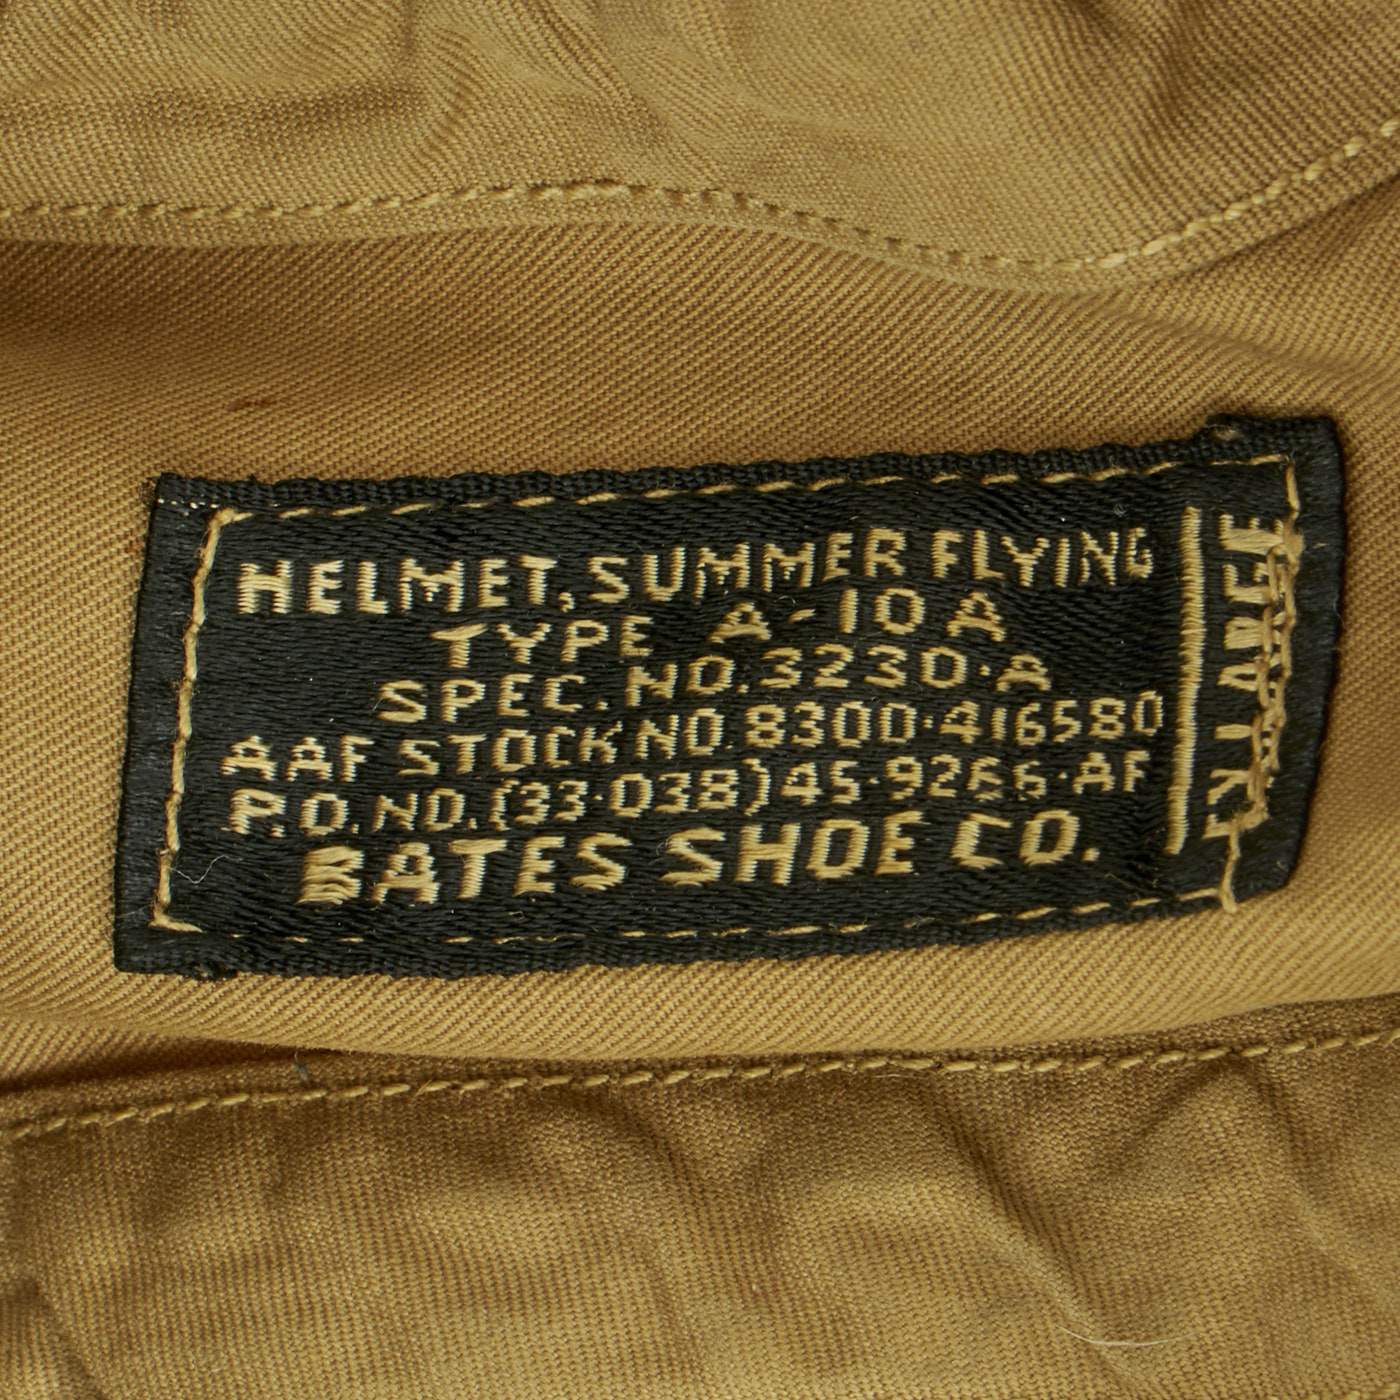 HELMET, SUMMER FLYING
TYPE A-10A
SPEC. NO. 3230-A
AAF STOCK NO. 8300-416580
P.O. NO. (33-038) 45-9266-AF
BATES SHOE CO.
LARGE